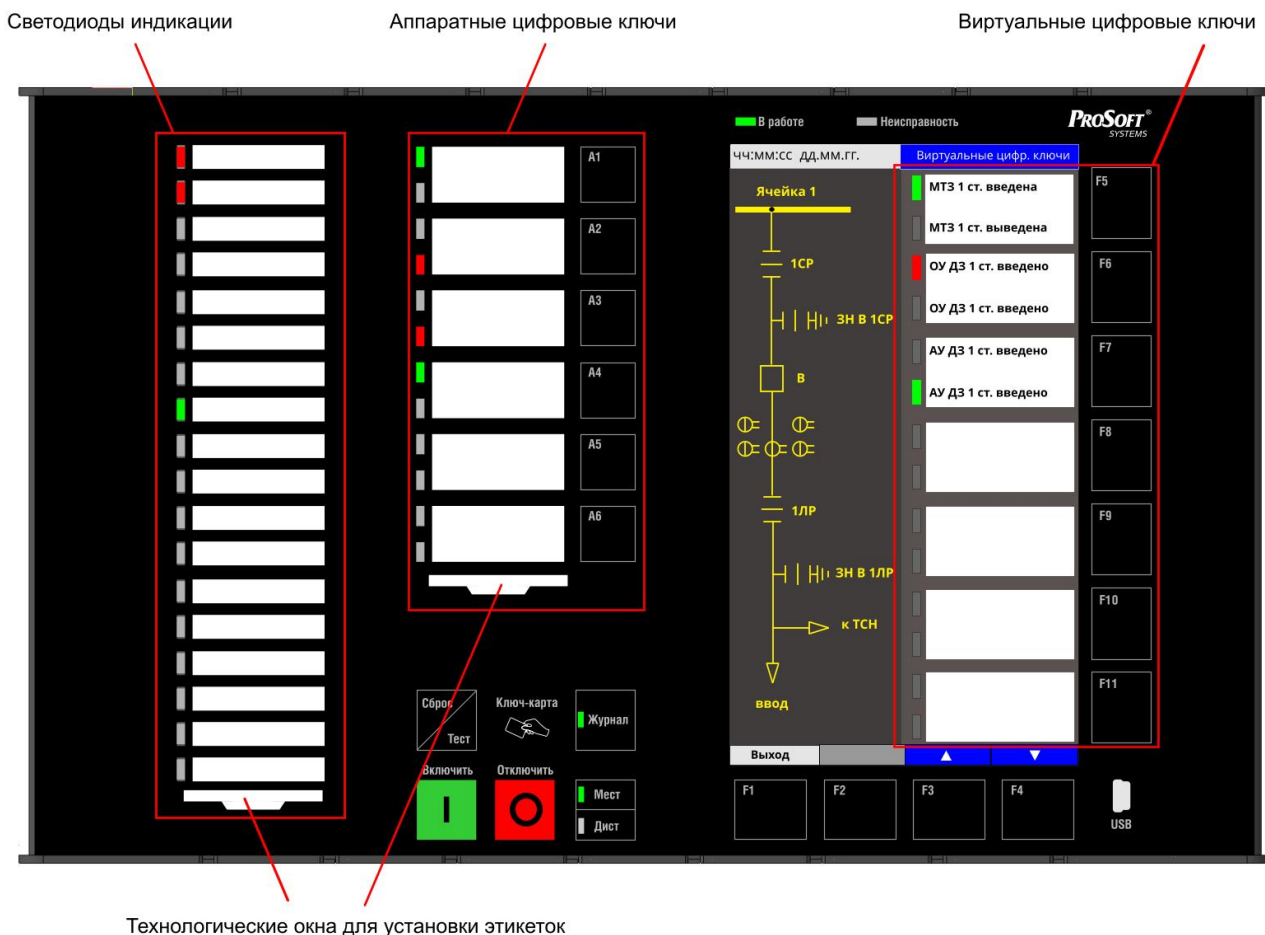 Светодиоды индикации
Аппаратные цифровые ключи
Виртуальные цифровые ключи
В работе
Неисправность
PROSOFT®
SYSTEMS
A1
A2
A3
A4
A5
A6
чч:мм:сс дд.мм.гг.
Виртуальные цифр. ключи
Ячейка 1
1СР
ЗН В 1СР
В
1ЛР
ЗН В 1ЛР
к ТСН
ввод
МТЗ 1 ст. введена
МТЗ 1 ст. выведена
ОУ ДЗ 1 ст. введено
ОУ ДЗ 1 ст. введено
АУ ДЗ 1 ст. введено
АУ ДЗ 1 ст. введено
F5
F6
F7
F8
F9
F10
F11
Сброс
Тест
Ключ-карта
Журнал
Включить
Отключить
Мест
Дист
Выход
F1
F2
F3
F4
USB
Технологические окна для установки этикеток